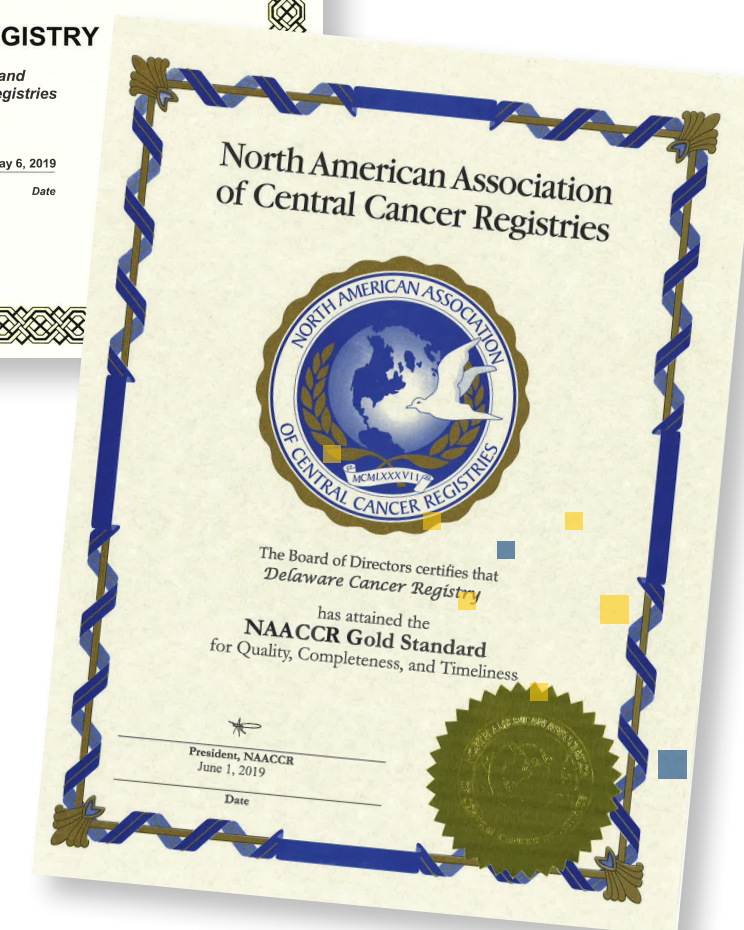 GISTRY
and
egistries
ay 6, 2019
Date
North American Association
of Central Cancer Registries
NORTH AMERICAN ASSOCIATION
OF CENTRAL CANCER REGISTRIES
MCMLXXXVII
The Board of Directors certifies that
Delaware Cancer Registry
has attained the
NAACCR Gold Standard
for Quality, Completeness, and Timeliness
President, NAACCR
June 1, 2019
Date